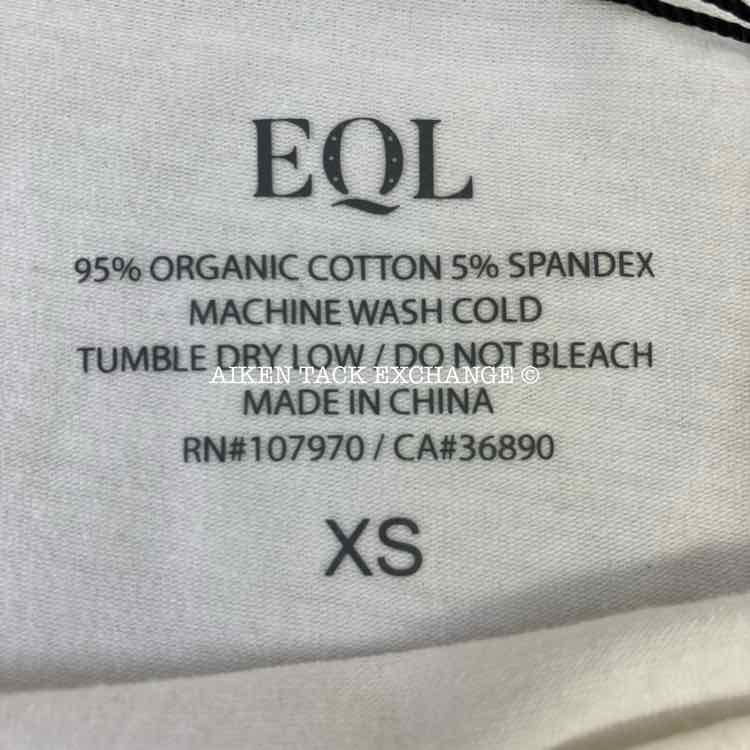 EQL
95% ORGANIC COTTON 5% SPANDEX
MACHINE WASH COLD
TUMBLE DRY LOW / DO NOT BLEACH
AIKEN TACK EXCHANGE ©
MADE IN CHINA
RN#107970 / CA#36890
XS